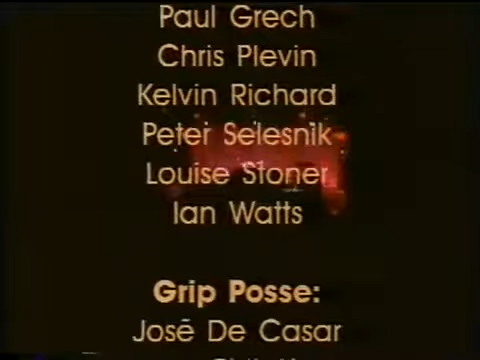 Paul Grech
Chris Plevin
Kelvin Richard
Peter Selesnik
Louise Stoner
Ian Watts
Grip Posse:
José De Casar